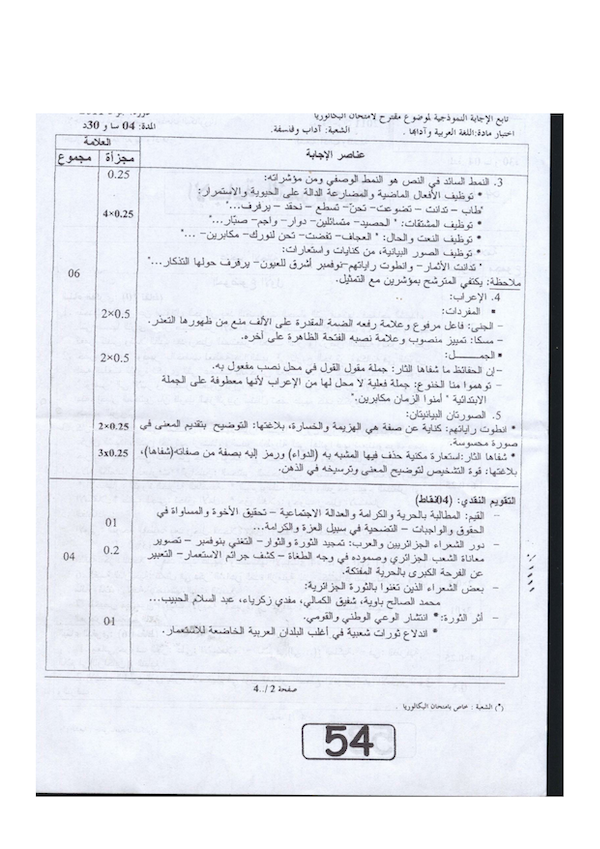 تابع الإجابة النموذجية لموضوع مقترح لامتحان البكالوريا
اختبار مادة: اللغة العربية وآدابها . الشعبة: آداب وفلسفة. المدة: 04 سا و 30د
عناصر الإجابة العلامة
مجزأة مجموع
3. النمط السائد في النص هو النمط الوصفي ومن مؤشراته: 0.25
* توظيف الأفعال الماضية والمضارعة الدالة على الحيوية والاستمرار:
"طاب – تدانت – تضوعت- تحنّ- تسطع – نحقد – يرفرف..." 4×0.25
* توظيف المشتقات: " الحصيد- متسائلين- دوار- واجم- صبّار..."
* توظيف النعت والحال: " العجاف- تفضت- تحن لنورك- مكابرين- ..."
* توظيف الصور البيانية، من كنايات واستعارات:
" تدانت الأثمار- وانطوت راياتهم-نوفمبر أشرق للعيون- يرفرف حولها التذكار..."
ملاحظة: يكتفي المترشح بمؤشرين مع التمثيل. 06
4. الإعراب:
▪ المفردات:
– الجنى: فاعل مرفوع وعلامة رفعه الضمة المقدرة على الألف منع من ظهورها التعذر. 2×0.5
– مسكا: تمييز منصوب وعلامة نصبه الفتحة الظاهرة على آخره.
▪ الجمـــــل:
– إن الحفائظ ما شفاها الثار: جملة مقول القول في محل نصب مفعول به. 2×0.5
– توهموا منا الخنوع: جملة فعلية لا محل لها من الإعراب لأنها معطوفة على الجملة
الابتدائية " أمنوا الزمان مكابرين."
5. الصورتان البيانيتان:
* انطوت راياتهم: كناية عن صفة هي الهزيمة والخسارة، بلاغتها: التوضيح بتقديم المعنى في 2×0.25
صورة محسوسة.
* شفاها الثار:استعارة مكنية حذف فيها المشبه به (الدواء) ورمز إليه بصفة من صفاته(شفاها)، 3x0.25
بلاغتها: قوة التشخيص لتوضيح المعنى وترسيخه في الذهن.
التقويم النقدي: (04نقاط)
– القيم: المطالبة بالحرية والكرامة والعدالة الاجتماعية – تحقيق الأخوة والمساواة في
الحقوق والواجبات – التضحية في سبيل العزة والكرامة... 01
– دور الشعراء الجزائريين والعرب: تمجيد الثورة والثوار- التغني بنوفمبر – تصوير
معاناة الشعب الجزائري وصموده في وجه الطغاة – كشف جرائم الاستعمار- التعبير 0.2 04
عن الفرحة الكبرى بالحرية المفتكة.
– بعض الشعراء الذين تغنوا بالثورة الجزائرية:
محمد الصالح باوية، شفيق الكمالي، مفدي زكرياء، عبد السلام الحبيب...
– أثر الثورة: * انتشار الوعي الوطني والقومي. 01
* اندلاع ثورات شعبية في أغلب البلدان العربية الخاضعة للاستعمار.
صفحة 2 /..4
(*) الشعبة : خاص بامتحان البكالوريا .
54